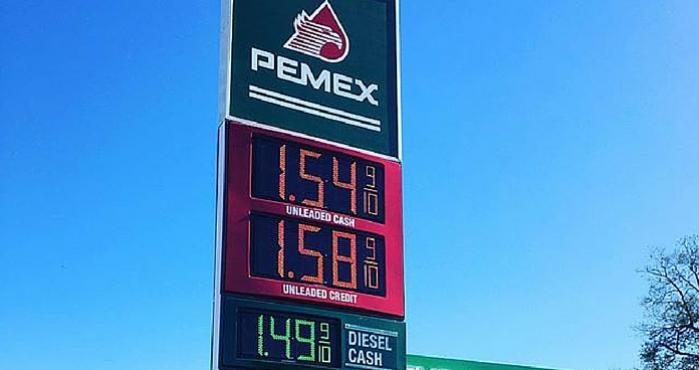 PEMEX
1.54 9/10
UNLEADED CASH
1.58 9/10
UNLEADED CREDIT
1.49 9/10
DIESEL
CASH